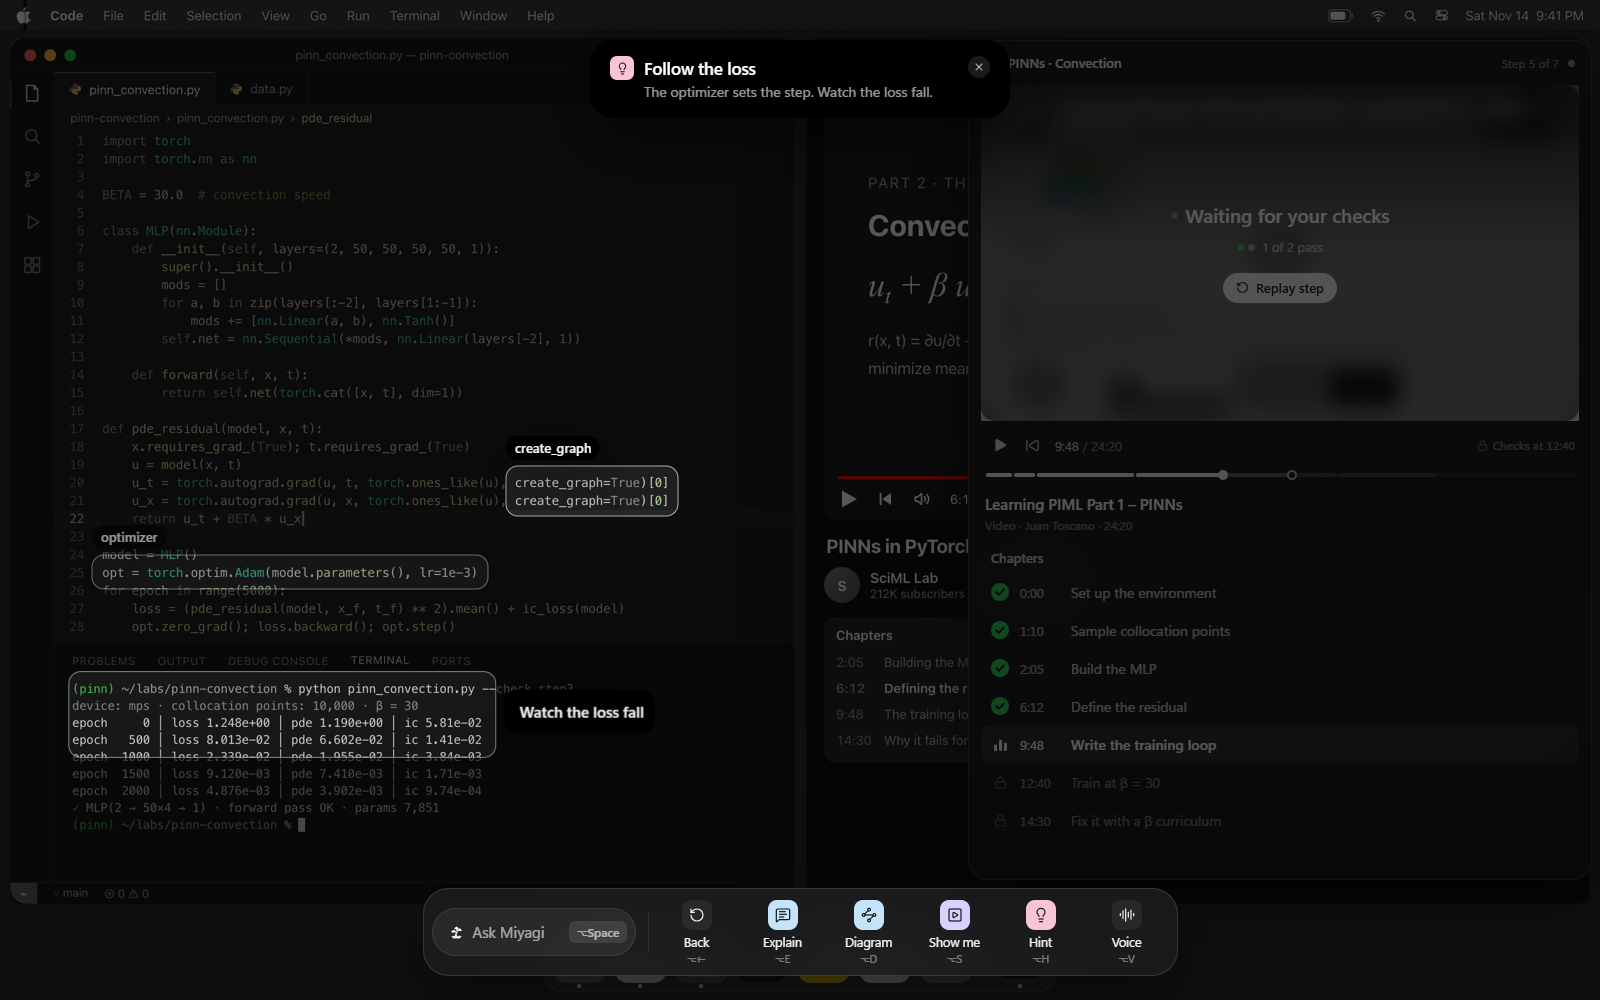 Code File Edit Selection View Go Run Terminal Window Help
Sat Nov 14 9:41 PM
pinn_convection.py — pinn-convection
pinn_convection.py
data.py
pinn-convection › pinn_convection.py › pde_residual
1 import torch
2 import torch.nn as nn
3
4 BETA = 30.0 # convection speed
5
6 class MLP(nn.Module):
7 def __init__(self, layers=(2, 50, 50, 50, 50, 1)):
8 super().__init__()
9 mods = []
10 for a, b in zip(layers[:-2], layers[1:-1]):
11 mods += [nn.Linear(a, b), nn.Tanh()]
12 self.net = nn.Sequential(*mods, nn.Linear(layers[-2], 1))
13
14 def forward(self, x, t):
15 return self.net(torch.cat([x, t], dim=1))
16
17 def pde_residual(model, x, t):
18 x.requires_grad_(True); t.requires_grad_(True)
create_graph
19 u = model(x, t)
20 u_t = torch.autograd.grad(u, t, torch.ones_like(u), create_graph=True)[0]
21 u_x = torch.autograd.grad(u, x, torch.ones_like(u), create_graph=True)[0]
22 return u_t + BETA * u_x
23
optimizer
24 model = MLP()
25 opt = torch.optim.Adam(model.parameters(), lr=1e-3)
26 for epoch in range(5000):
27 loss = (pde_residual(model, x_f, t_f) ** 2).mean() + ic_loss(model)
28 opt.zero_grad(); loss.backward(); opt.step()
PROBLEMS OUTPUT DEBUG CONSOLE TERMINAL PORTS
(pinn) ~/labs/pinn-convection % python pinn_convection.py --check step3
device: mps · collocation points: 10,000 · β = 30
epoch 0 | loss 1.248e+00 | pde 1.190e+00 | ic 5.81e-02
epoch 500 | loss 8.013e-02 | pde 6.602e-02 | ic 1.41e-02
epoch 1000 | loss 2.339e-02 | pde 1.955e-02 | ic 3.84e-03
epoch 1500 | loss 9.120e-03 | pde 7.410e-03 | ic 1.71e-03
epoch 2000 | loss 4.876e-03 | pde 3.902e-03 | ic 9.74e-04
✓ MLP(2 → 50×4 → 1) · forward pass OK · params 7,851
(pinn) ~/labs/pinn-convection %
Watch the loss fall
main 0 0
Follow the loss
The optimizer sets the step. Watch the loss fall.
PART 2 · TH
Convec
u_t + β u
r(x, t) = ∂u/∂t
minimize mea
6:1
PINNs in PyTorc
S
SciML Lab
212K subscribers
Chapters
2:05 Building the M
6:12 Defining the r
9:48 The training lo
14:30 Why it fails for
PINNs · Convection
Step 5 of 7
Waiting for your checks
1 of 2 pass
Replay step
9:48 / 24:20
Checks at 12:40
Learning PIML Part 1 – PINNs
Video · Juan Toscano · 24:20
Chapters
0:00 Set up the environment
1:10 Sample collocation points
2:05 Build the MLP
6:12 Define the residual
9:48 Write the training loop
12:40 Train at β = 30
14:30 Fix it with a β curriculum
Ask Miyagi ⌥Space
Back ⌥←
Explain ⌥E
Diagram ⌥D
Show me ⌥S
Hint ⌥H
Voice ⌥V